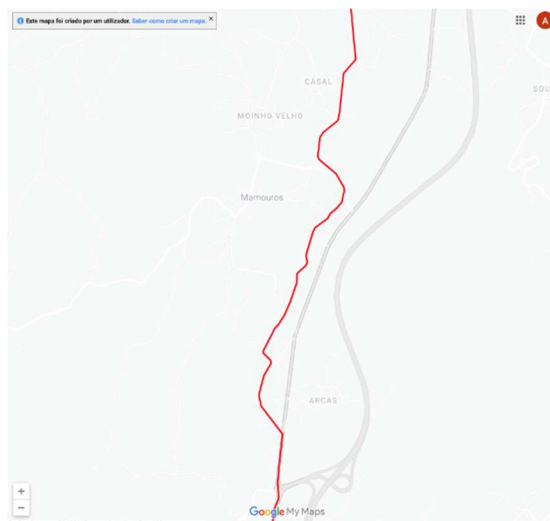 Este mapa foi criado por um utilizador. Saber como criar um mapa. ×
A
CASAL
SOU
MOINHO VELHO
Mamouros
ARCAS
+
−
Google My Maps